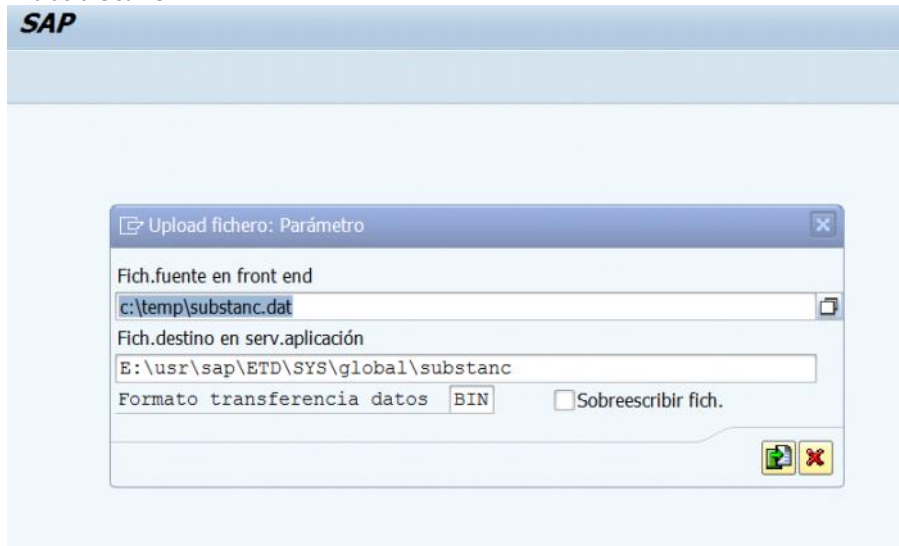 SAP
Upload fichero: Parámetro
Fich.fuente en front end
c:\temp\substanc.dat
Fich.destino en serv.aplicación
E:\usr\sap\ETD\SYS\global\substanc
Formato transferencia datos BIN Sobreescribir fich.